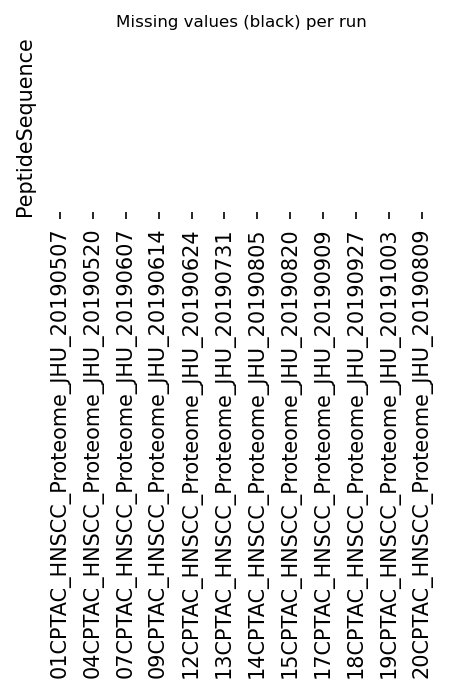 Missing values (black) per run
PeptideSequence
01CPTAC_HNSCC_Proteome_JHU_20190507
04CPTAC_HNSCC_Proteome_JHU_20190520
07CPTAC_HNSCC_Proteome_JHU_20190607
09CPTAC_HNSCC_Proteome_JHU_20190614
12CPTAC_HNSCC_Proteome_JHU_20190624
13CPTAC_HNSCC_Proteome_JHU_20190731
14CPTAC_HNSCC_Proteome_JHU_20190805
15CPTAC_HNSCC_Proteome_JHU_20190820
17CPTAC_HNSCC_Proteome_JHU_20190909
18CPTAC_HNSCC_Proteome_JHU_20190927
19CPTAC_HNSCC_Proteome_JHU_20191003
20CPTAC_HNSCC_Proteome_JHU_20190809